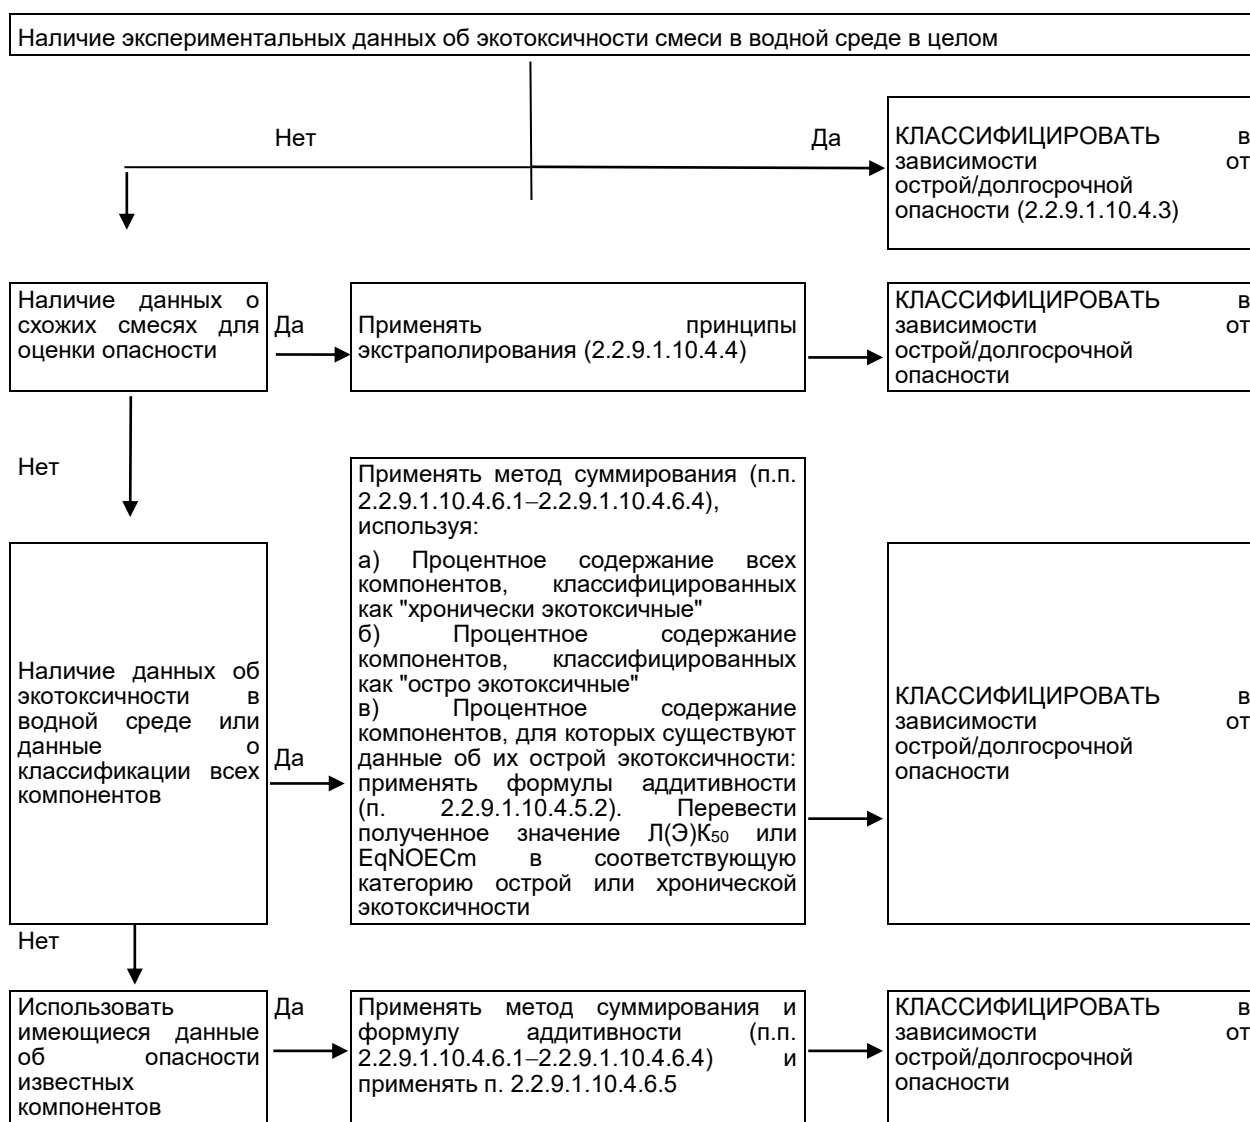 Наличие экспериментальных данных об экотоксичности смеси в водной среде в целом
Нет
Да
КЛАССИФИЦИРОВАТЬ в
зависимости от
острой/долгосрочной
опасности (2.2.9.1.10.4.3)
Наличие данных о
схожих смесях для
оценки опасности
Да
Применять принципы
экстраполирования (2.2.9.1.10.4.4)
КЛАССИФИЦИРОВАТЬ в
зависимости от
острой/долгосрочной
опасности
Нет
Наличие данных об
экотоксичности в
водной среде или
данные о
классификации всех
компонентов
Да
Применять метод суммирования (п.п.
2.2.9.1.10.4.6.1–2.2.9.1.10.4.6.4),
используя:
а) Процентное содержание всех
компонентов, классифицированных
как "хронически экотоксичные"
б) Процентное содержание
компонентов, классифицированных
как "остро экотоксичные"
в) Процентное содержание
компонентов, для которых существуют
данные об их острой экотоксичности:
применять формулы аддитивности
(п. 2.2.9.1.10.4.5.2). Перевести
полученное значение Л(Э)К50 или
EqNOECm в соответствующую
категорию острой или хронической
экотоксичности
КЛАССИФИЦИРОВАТЬ в
зависимости от
острой/долгосрочной
опасности
Нет
Использовать
имеющиеся данные
об опасности
известных
компонентов
Да
Применять метод суммирования и
формулу аддитивности (п.п.
2.2.9.1.10.4.6.1–2.2.9.1.10.4.6.4) и
применять п. 2.2.9.1.10.4.6.5
КЛАССИФИЦИРОВАТЬ в
зависимости от
острой/долгосрочной
опасности